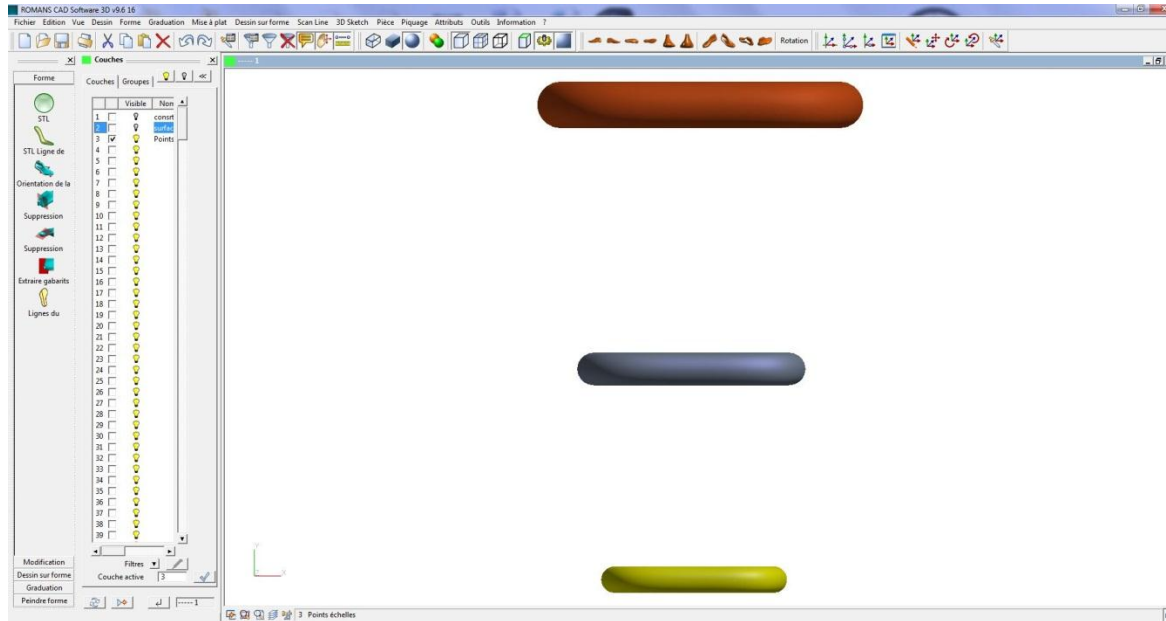 ROMANS CAD Software 3D v9.6 16
Fichier Edition Vue Dessin Forme Graduation Mise à plat Dessin sur forme Scan Line 3D Sketch Pièce Piquage Attributs Outils Information ?
Rotation
Couches
1
Forme
Couches Groupes
STL
STL Ligne de
Orientation de la
Suppression
Suppression
Extraire gabarits
Lignes du
Visible Non
1 consrt
2 surfac
3 Points
4
5
6
7
8
9
10
11
12
13
14
15
16
17
18
19
20
21
22
23
24
25
26
27
28
29
30
31
32
33
34
35
36
37
38
39
Filtres
Couche active 3
Modification
Dessin sur forme
Graduation
Peindre forme
1
Y
Z X
3 Points échelles